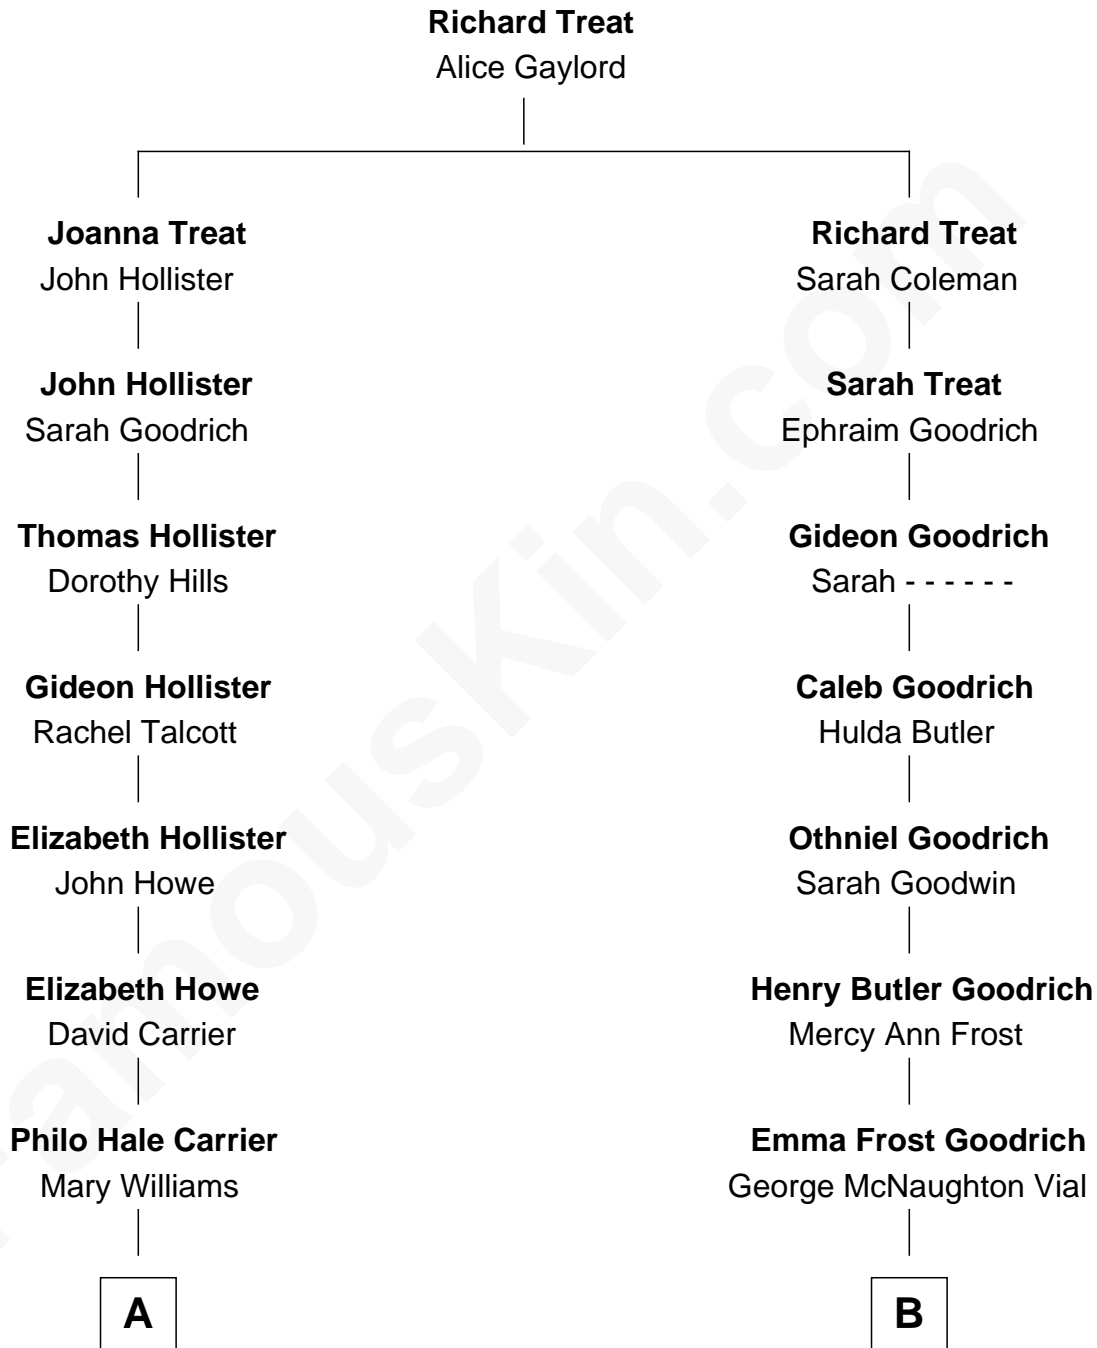 Richard Treat
Alice Gaylord
Joanna Treat
John Hollister
Richard Treat
Sarah Coleman
John Hollister
Sarah Goodrich
Sarah Treat
Ephraim Goodrich
Thomas Hollister
Dorothy Hills
Gideon Goodrich
Sarah - - - - - -
Gideon Hollister
Rachel Talcott
Caleb Goodrich
Hulda Butler
Elizabeth Hollister
John Howe
Othniel Goodrich
Sarah Goodwin
Elizabeth Howe
David Carrier
Henry Butler Goodrich
Mercy Ann Frost
Philo Hale Carrier
Mary Williams
Emma Frost Goodrich
George McNaughton Vial
A
B
FamousKin.com